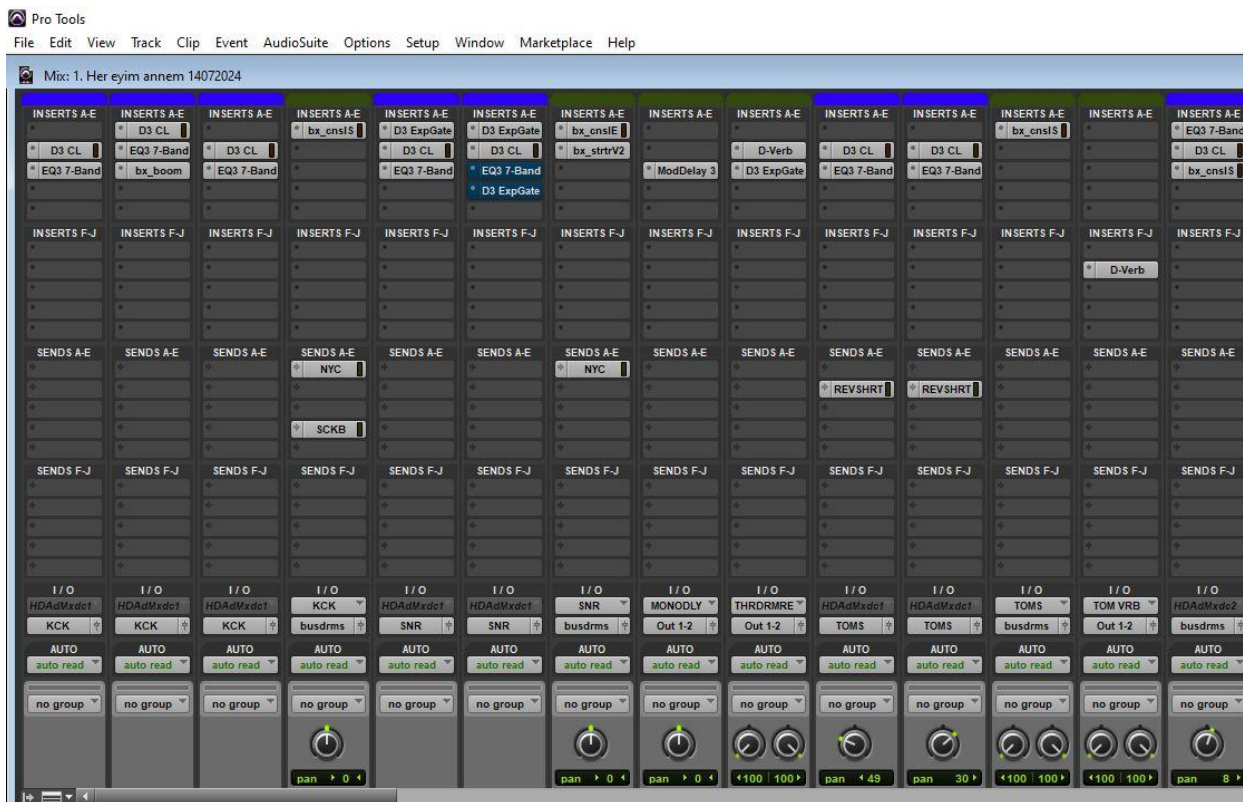 Pro Tools
File Edit View Track Clip Event AudioSuite Options Setup Window Marketplace Help
Mix: 1. Her eyim annem 14072024
INSERTS A-E INSERTS A-E INSERTS A-E INSERTS A-E INSERTS A-E INSERTS A-E INSERTS A-E INSERTS A-E INSERTS A-E INSERTS A-E INSERTS A-E INSERTS A-E INSERTS A-E INSERTS A-E
D3 CL bx_cnslS D3 ExpGate D3 ExpGate bx_cnslE bx_cnslS EQ3 7-Band
D3 CL EQ3 7-Band D3 CL D3 CL D3 CL bx_strtrV2 D-Verb D3 CL D3 CL D3 CL
EQ3 7-Band bx_boom EQ3 7-Band EQ3 7-Band EQ3 7-Band ModDelay 3 D3 ExpGate EQ3 7-Band EQ3 7-Band bx_cnslS
D3 ExpGate
INSERTS F-J INSERTS F-J INSERTS F-J INSERTS F-J INSERTS F-J INSERTS F-J INSERTS F-J INSERTS F-J INSERTS F-J INSERTS F-J INSERTS F-J INSERTS F-J INSERTS F-J INSERTS F-J
D-Verb
SENDS A-E SENDS A-E SENDS A-E SENDS A-E SENDS A-E SENDS A-E SENDS A-E SENDS A-E SENDS A-E SENDS A-E SENDS A-E SENDS A-E SENDS A-E SENDS A-E
NYC NYC
REVSHRT REVSHRT
SCKB
SENDS F-J SENDS F-J SENDS F-J SENDS F-J SENDS F-J SENDS F-J SENDS F-J SENDS F-J SENDS F-J SENDS F-J SENDS F-J SENDS F-J SENDS F-J SENDS F-J
I / O I / O I / O I / O I / O I / O I / O I / O I / O I / O I / O I / O I / O I / O
HDAdMxdc1 HDAdMxdc1 HDAdMxdc1 KCK HDAdMxdc1 HDAdMxdc1 SNR MONODLY THRDRMRE HDAdMxdc1 HDAdMxdc1 TOMS TOM VRB HDAdMxdc2
KCK KCK KCK busdrms SNR SNR busdrms Out 1-2 Out 1-2 TOMS TOMS busdrms Out 1-2 busdrms
AUTO AUTO AUTO AUTO AUTO AUTO AUTO AUTO AUTO AUTO AUTO AUTO AUTO AUTO
auto read auto read auto read auto read auto read auto read auto read auto read auto read auto read auto read auto read auto read auto read
no group no group no group no group no group no group no group no group no group no group no group no group no group no group
pan 0 pan 0 pan 0 100 100 pan 49 pan 30 100 100 100 100 pan 8